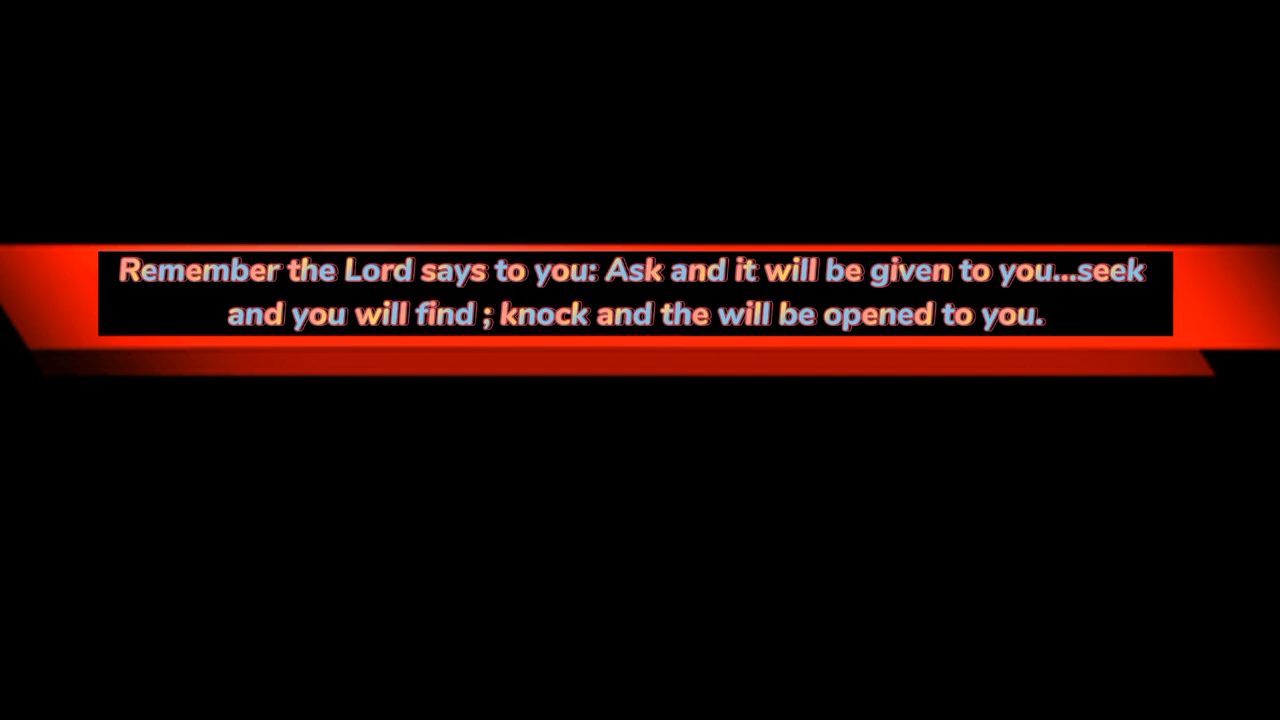 Remember the Lord says to you: Ask and it will be given to you...seek
and you will find ; knock and the will be opened to you.